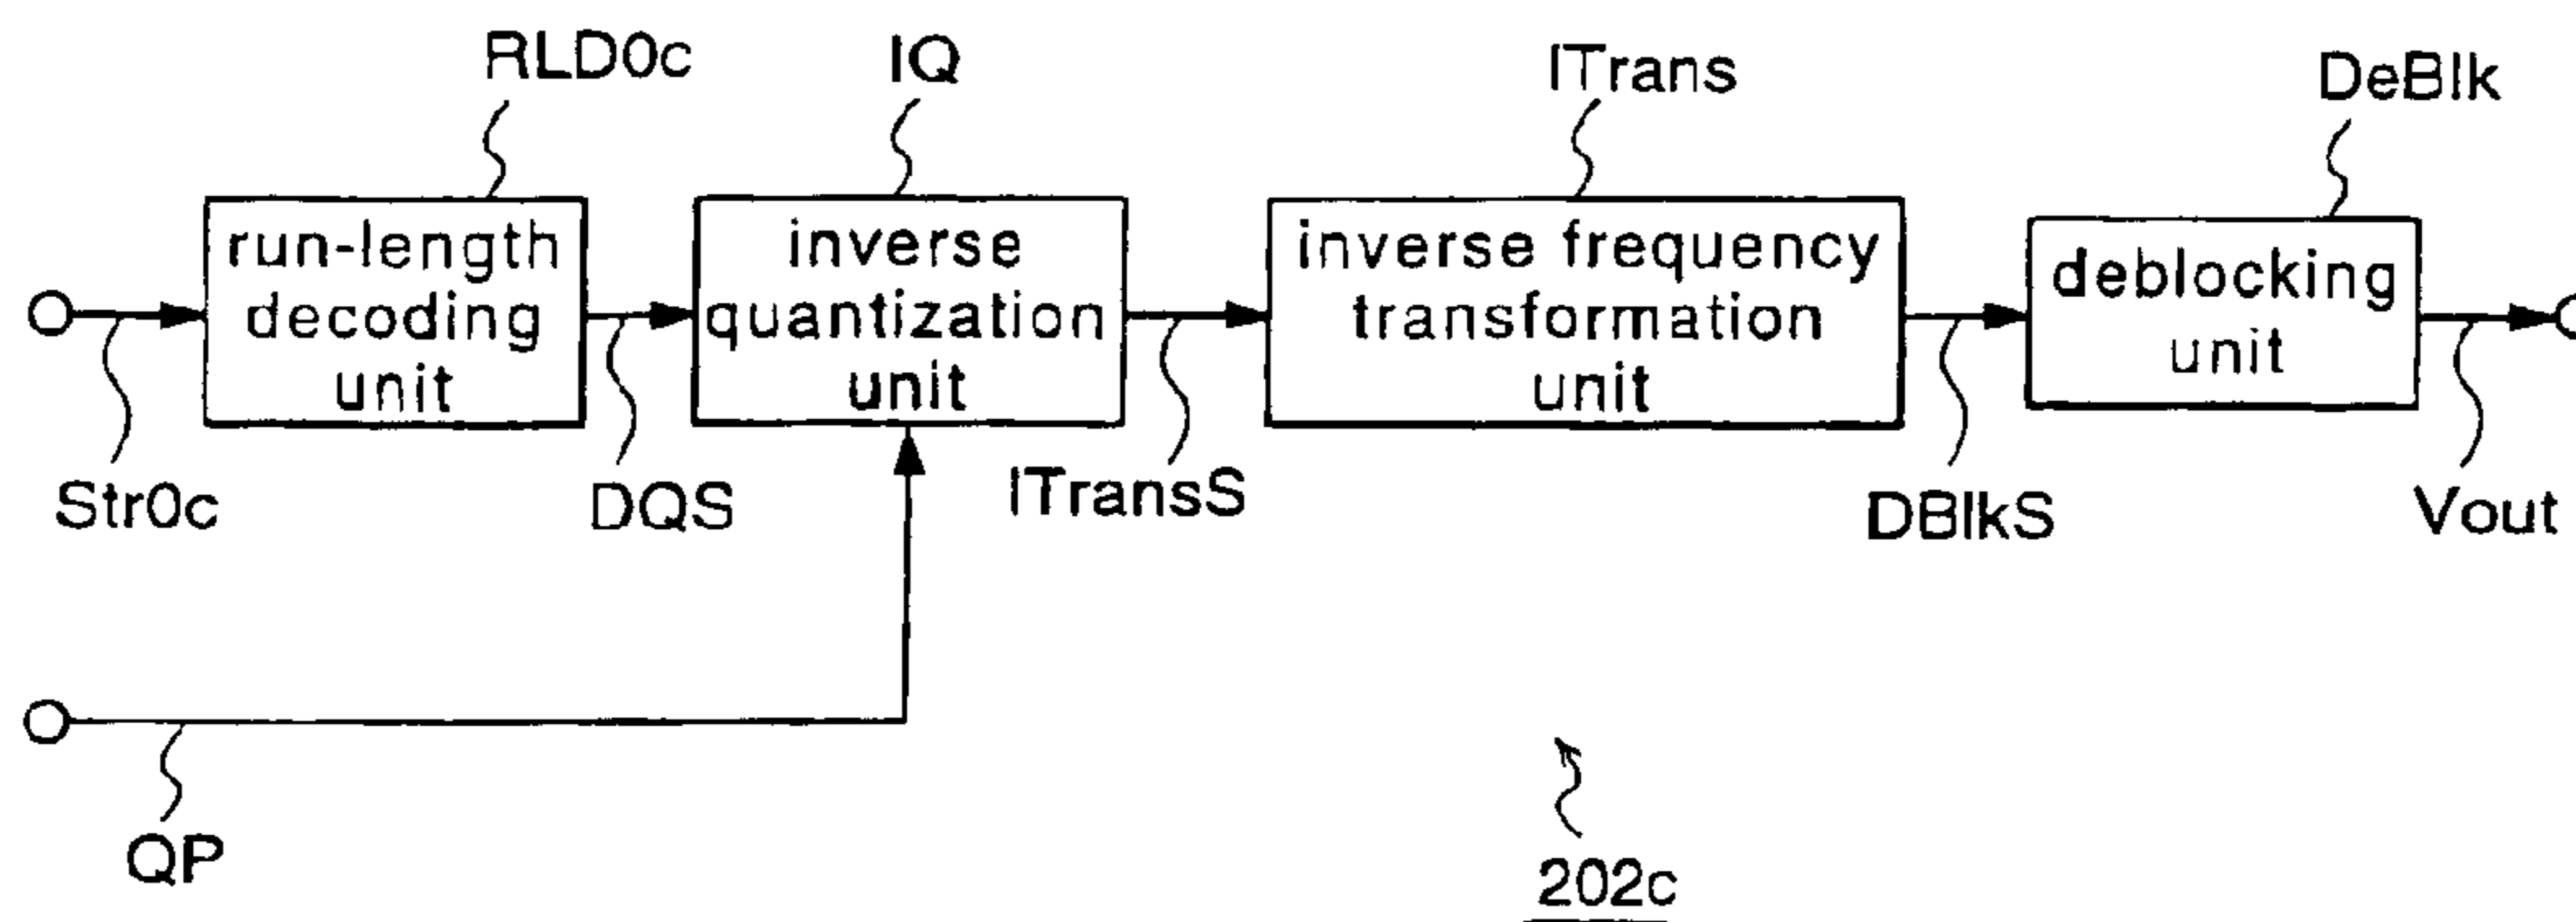 RLD0c
IQ
ITrans
DeBlk
run-length
decoding
unit
inverse
quantization
unit
inverse frequency
transformation
unit
deblocking
unit
Str0c
DQS
ITransS
DBlkS
Vout
QP
202c